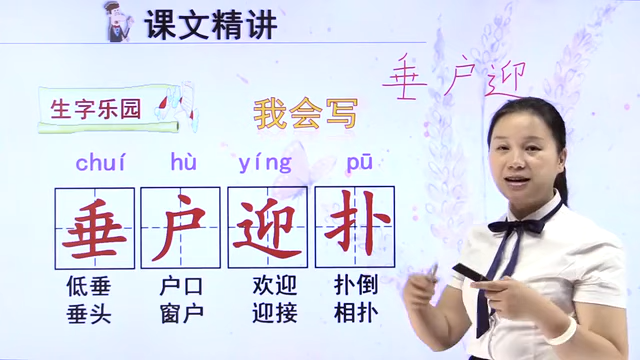 课文精讲
垂户迎
生字乐园
我会写
chuí hù yíng pū
垂 户 迎 扑
低垂 户口 欢迎 扑倒
垂头 窗户 迎接 相扑